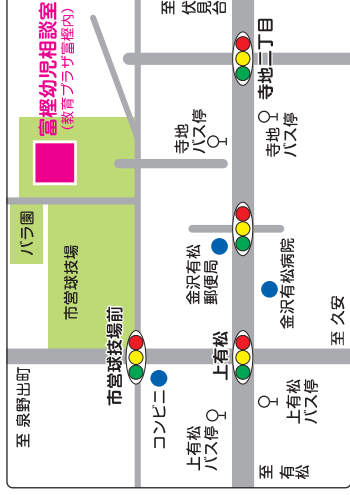 至 伏見台
富樫幼児相談室
（教育プラザ富樫内）
寺地二丁目
寺地
バス停
寺地
バス停
バラ園
市営球技場
金沢有松
郵便局
金沢有松病院
市営球技場前
上有松
コンビニ
至 久安
至 泉野出町
上有松
バス停
上有松
バス停
至 有松